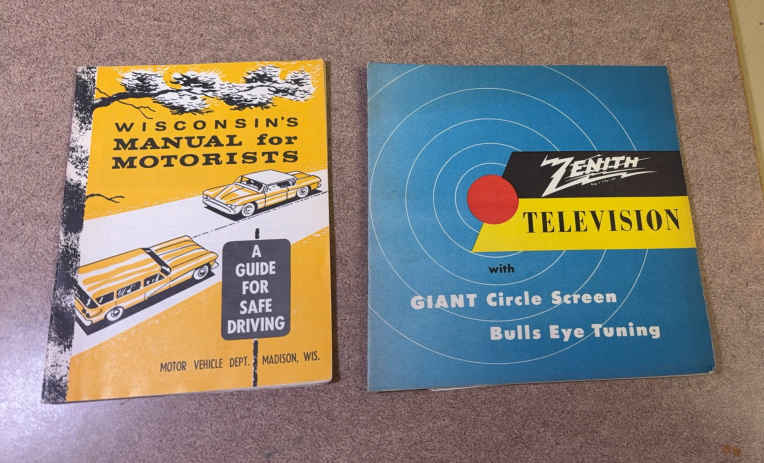 WISCONSIN'S
MANUAL for
MOTORISTS
A
GUIDE
FOR
SAFE
DRIVING
MOTOR VEHICLE DEPT. MADISON, WIS.
ZENITH
TELEVISION
with
GIANT Circle Screen
Bulls Eye Tuning